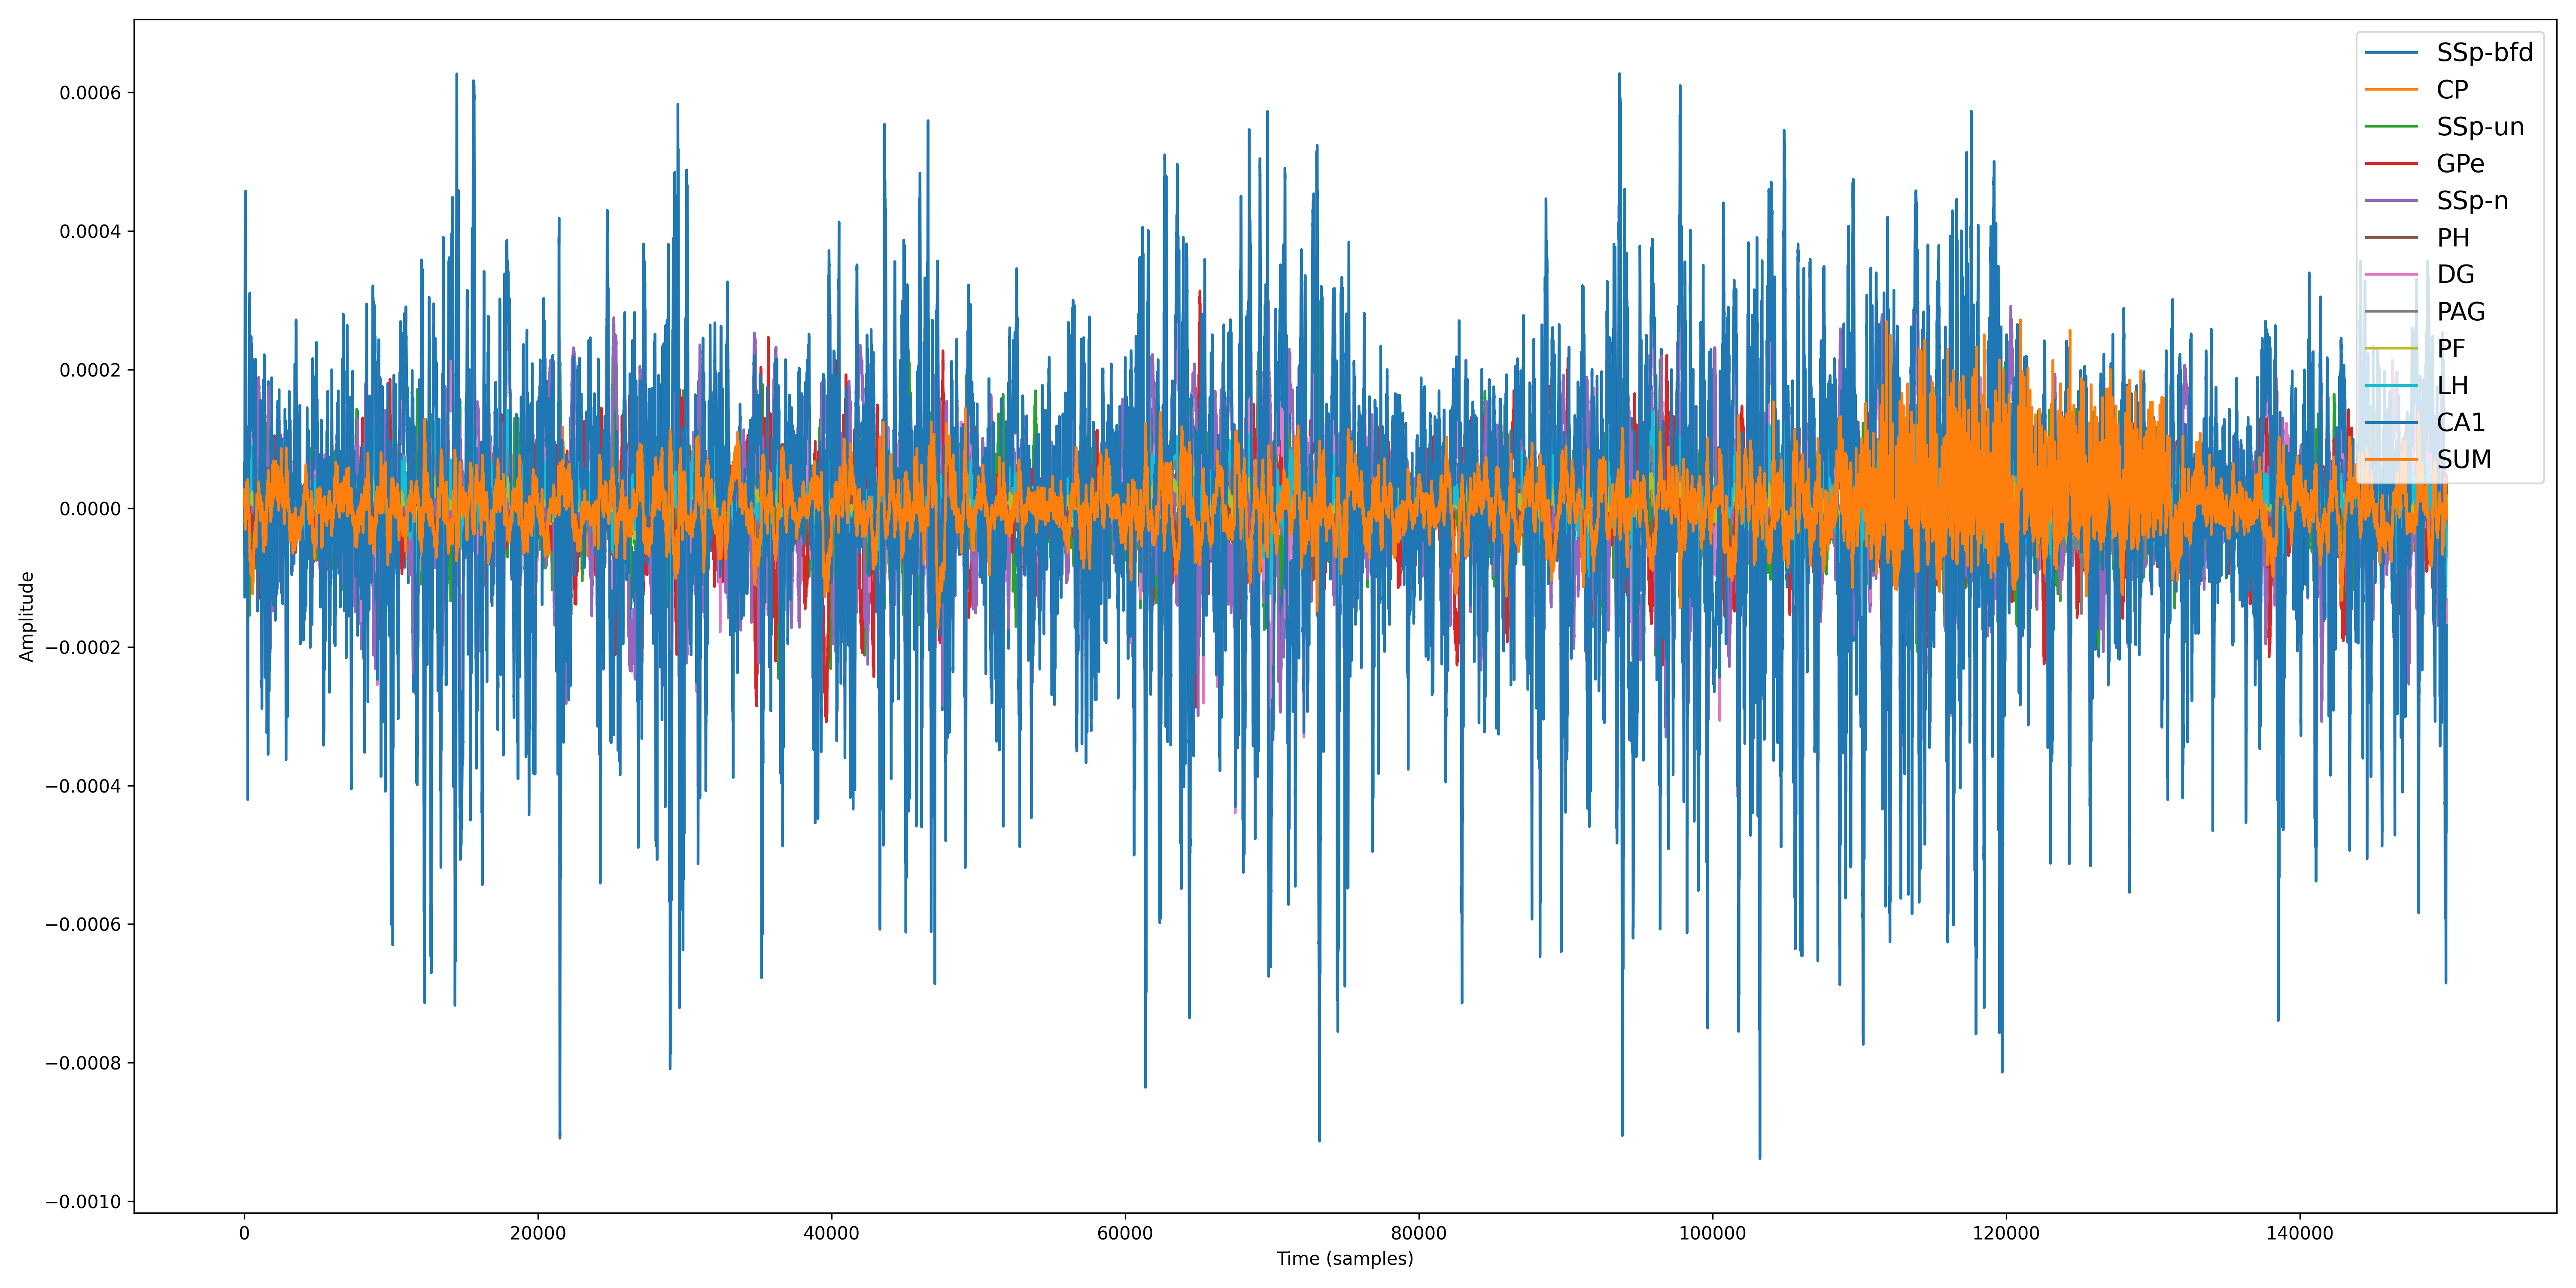 0.0006
0.0004
0.0002
0.0000
−0.0002
−0.0004
−0.0006
−0.0008
−0.0010
Amplitude
0 20000 40000 60000 80000 100000 120000 140000
Time (samples)
SSp-bfd
CP
SSp-un
GPe
SSp-n
PH
DG
PAG
PF
LH
CA1
SUM